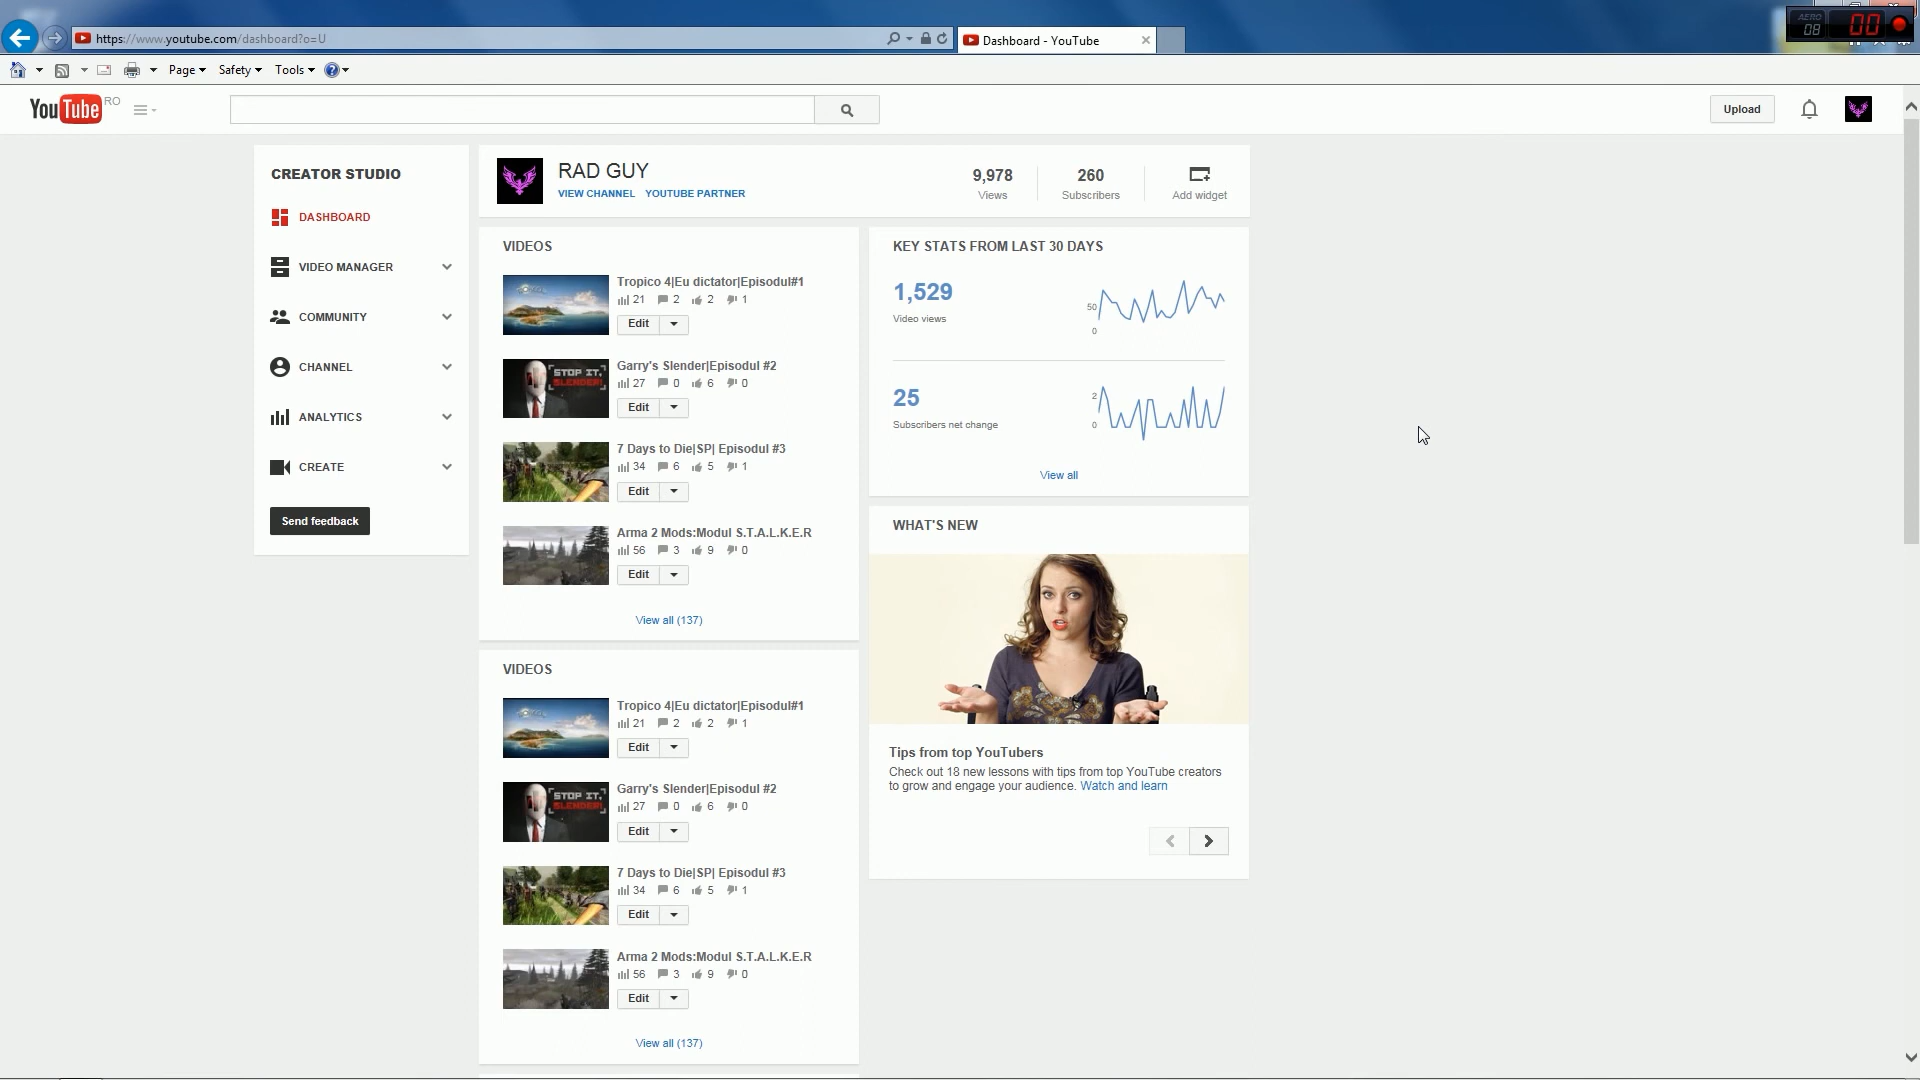 https://www.youtube.com/dashboard?o=U
Dashboard - YouTube
AERO
08
00
Page
Safety
Tools
YouTube RO
Upload
CREATOR STUDIO
DASHBOARD
VIDEO MANAGER
COMMUNITY
CHANNEL
ANALYTICS
CREATE
Send feedback
RAD GUY
VIEW CHANNEL YOUTUBE PARTNER
9,978
Views
260
Subscribers
Add widget
VIDEOS
Tropico 4|Eu dictator|Episodul#1
21 2 2 1
Edit
STOP IT,
SLENDER!
Garry's Slender|Episodul #2
27 0 6 0
Edit
7 Days to Die|SP| Episodul #3
34 6 5 1
Edit
Arma 2 Mods:Modul S.T.A.L.K.E.R
56 3 9 0
Edit
View all (137)
VIDEOS
Tropico 4|Eu dictator|Episodul#1
21 2 2 1
Edit
STOP IT,
SLENDER!
Garry's Slender|Episodul #2
27 0 6 0
Edit
7 Days to Die|SP| Episodul #3
34 6 5 1
Edit
Arma 2 Mods:Modul S.T.A.L.K.E.R
56 3 9 0
Edit
View all (137)
KEY STATS FROM LAST 30 DAYS
1,529
Video views
50
0
25
Subscribers net change
2
0
View all
WHAT'S NEW
Tips from top YouTubers
Check out 18 new lessons with tips from top YouTube creators
to grow and engage your audience. Watch and learn